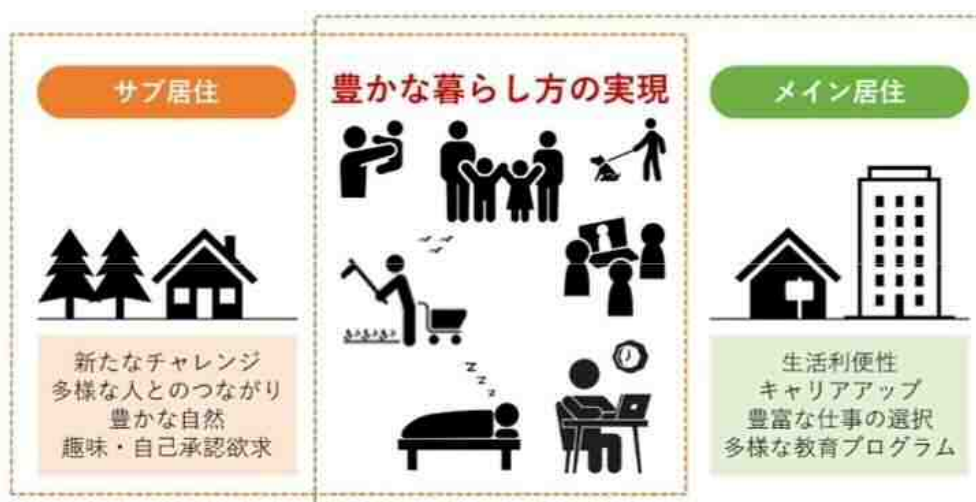 サブ居住
豊かな暮らし方の実現
メイン居住
新たなチャレンジ
多様な人とのつながり
豊かな自然
趣味・自己承認欲求
生活利便性
キャリアアップ
豊富な仕事の選択
多様な教育プログラム
z
z
z